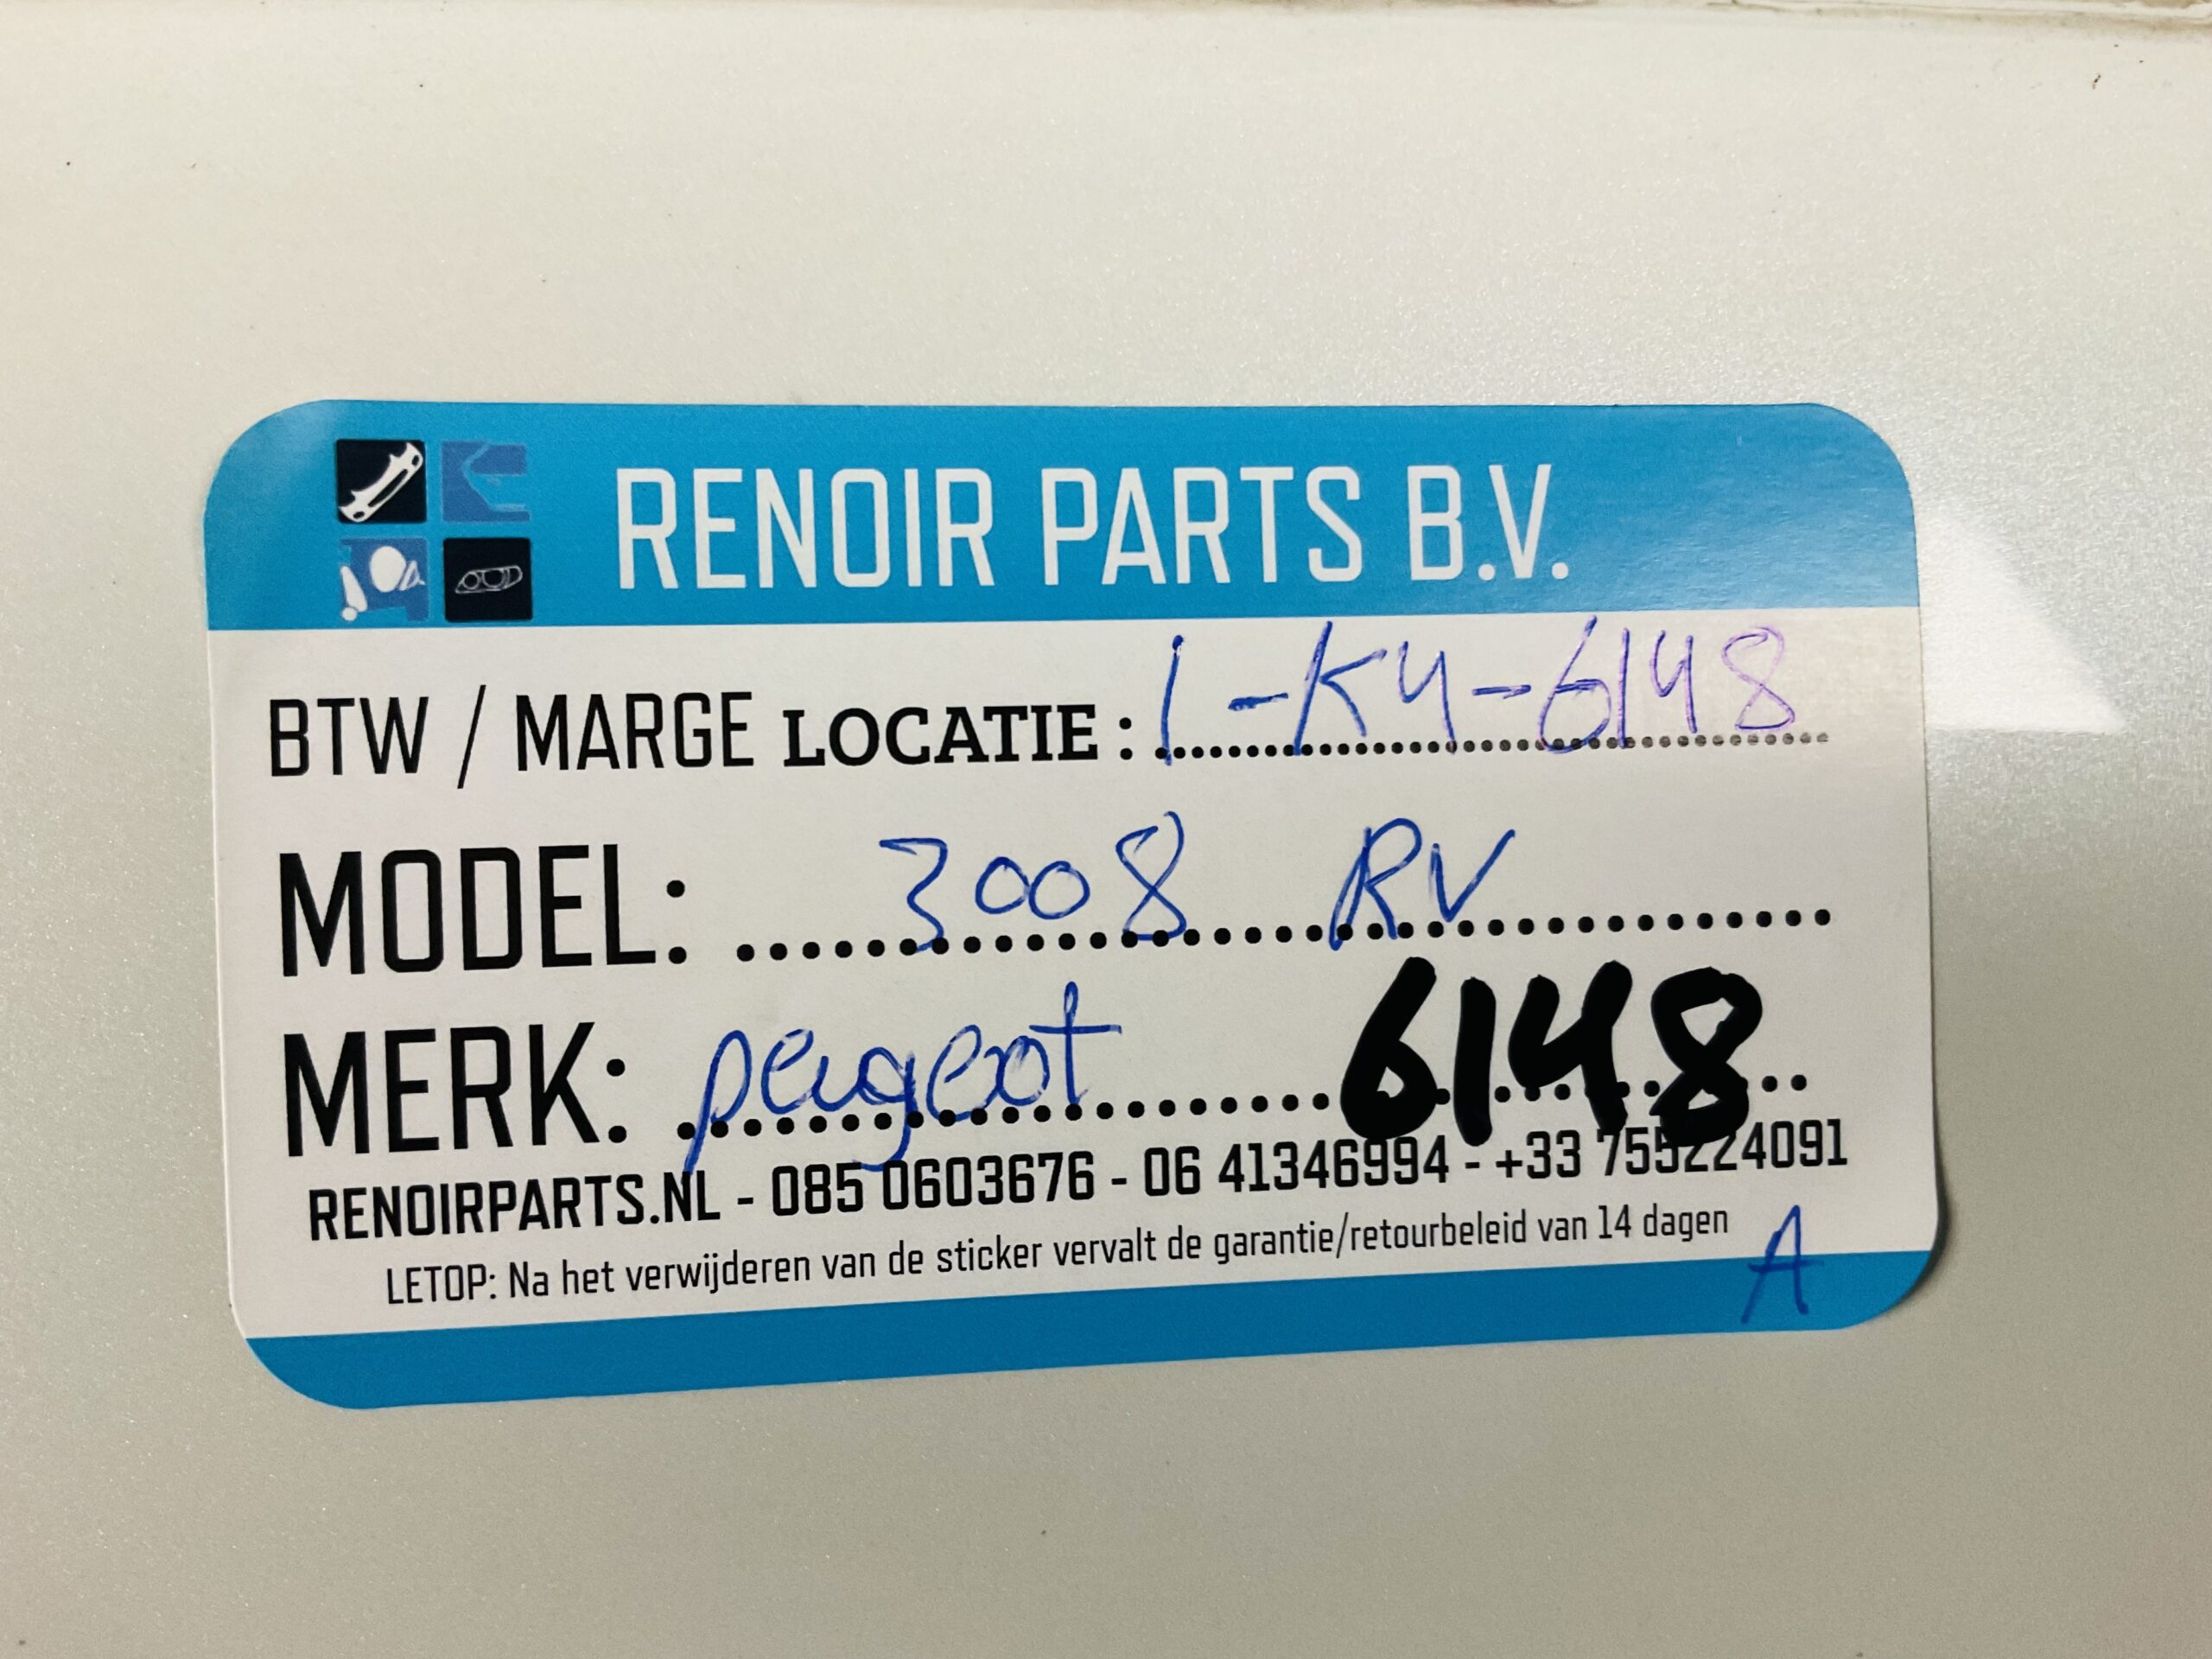 RENOIR PARTS B.V.
BTW / MARGE LOCATIE : 1-K4-6148
MODEL: 3008 RV
MERK: peugeot 6148
RENOIRPARTS.NL - 085 0603676 - 06 41346994 - +33 755224091
LETOP: Na het verwijderen van de sticker vervalt de garantie/retourbeleid van 14 dagen
A